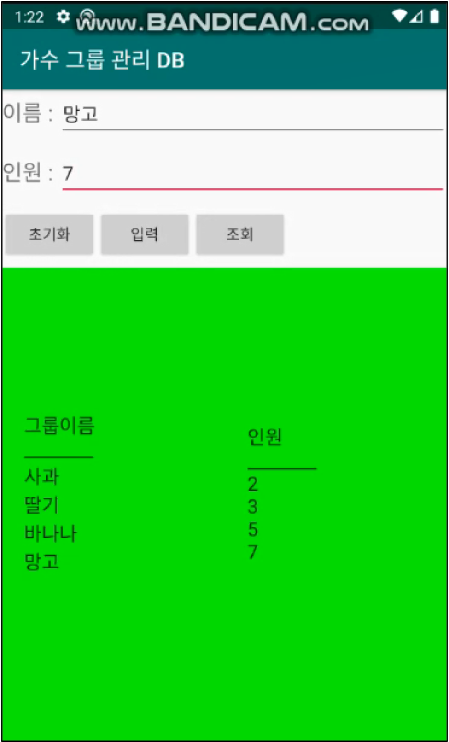 1:22
www.BANDICAM.com
가수 그룹 관리 DB
이름 : 망고
인원 : 7
초기화 입력 조회
그룹이름
인원
사과
딸기
바나나
망고
2
3
5
7